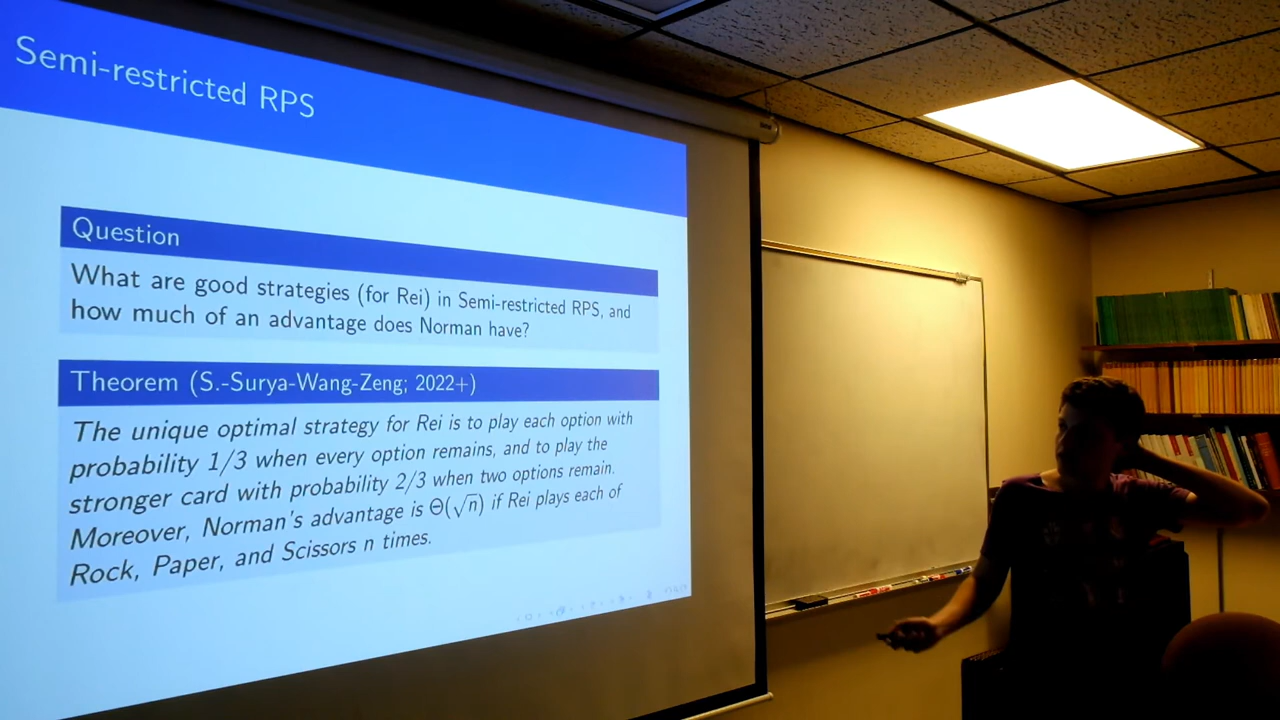 Semi-restricted RPS
Question
What are good strategies (for Rei) in Semi-restricted RPS, and
how much of an advantage does Norman have?
Theorem (S.-Surya-Wang-Zeng; 2022+)
The unique optimal strategy for Rei is to play each option with
probability 1/3 when every option remains, and to play the
stronger card with probability 2/3 when two options remain.
Moreover, Norman's advantage is Θ(√n) if Rei plays each of
Rock, Paper, and Scissors n times.